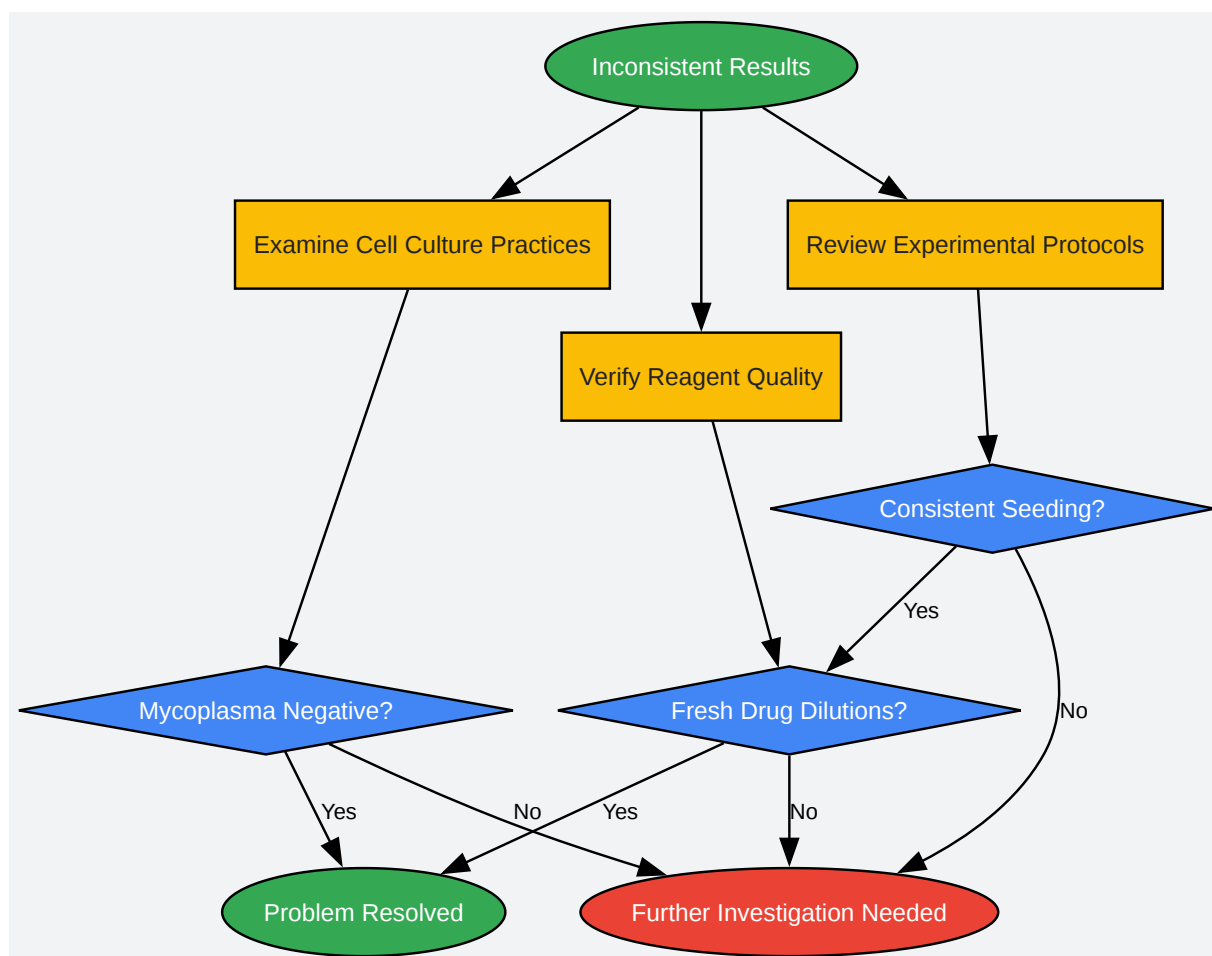 Inconsistent Results
Examine Cell Culture Practices
Review Experimental Protocols
Verify Reagent Quality
Consistent Seeding?
Yes
Mycoplasma Negative?
Fresh Drug Dilutions?
No
Yes
No
Yes
No
Problem Resolved
Further Investigation Needed